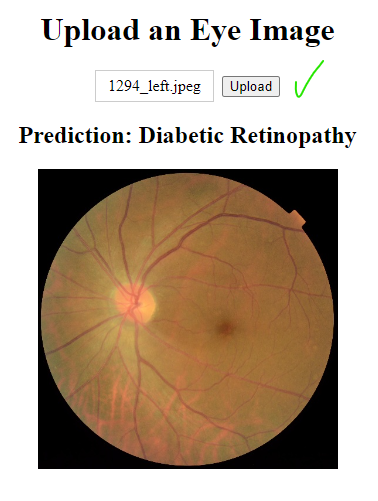 Upload an Eye Image
1294_left.jpeg Upload
Prediction: Diabetic Retinopathy